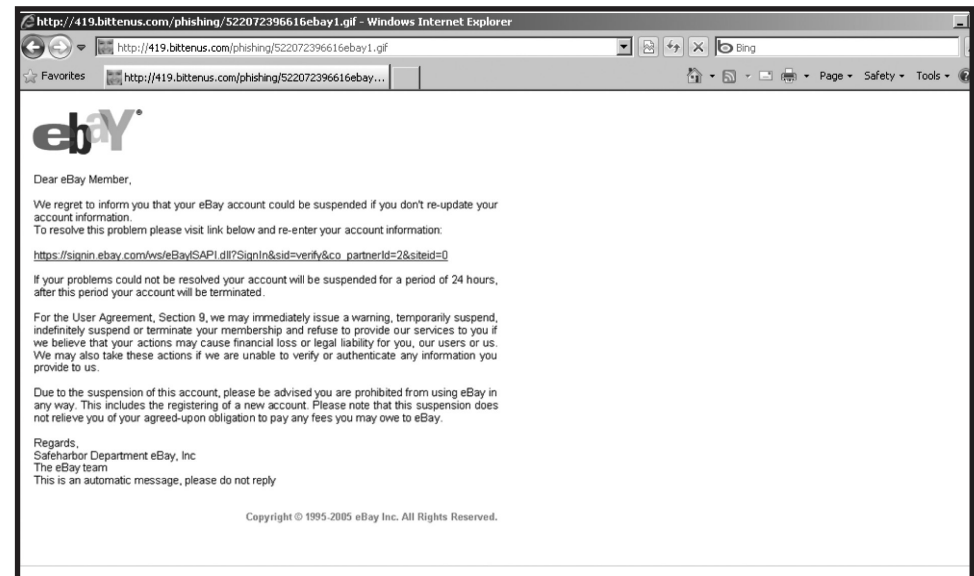 http://419.bittenus.com/phishing/522072396616ebay1.gif - Windows Internet Explorer
http://419.bittenus.com/phishing/522072396616ebay1.gif
Bing
Favorites
http://419.bittenus.com/phishing/522072396616ebay...
Page
Safety
Tools
ebaY®
Dear eBay Member,
We regret to inform you that your eBay account could be suspended if you don't re-update your
account information.
To resolve this problem please visit link below and re-enter your account information:
https://signin.ebay.com/ws/eBayISAPI.dll?SignIn&sid=verify&co_partnerId=2&siteid=0
If your problems could not be resolved your account will be suspended for a period of 24 hours,
after this period your account will be terminated.
For the User Agreement, Section 9, we may immediately issue a warning, temporarily suspend,
indefinitely suspend or terminate your membership and refuse to provide our services to you if
we believe that your actions may cause financial loss or legal liability for you, our users or us.
We may also take these actions if we are unable to verify or authenticate any information you
provide to us.
Due to the suspension of this account, please be advised you are prohibited from using eBay in
any way. This includes the registering of a new account. Please note that this suspension does
not relieve you of your agreed-upon obligation to pay any fees you may owe to eBay.
Regards,
Safeharbor Department eBay, Inc
The eBay team
This is an automatic message, please do not reply
Copyright © 1995-2005 eBay Inc. All Rights Reserved.